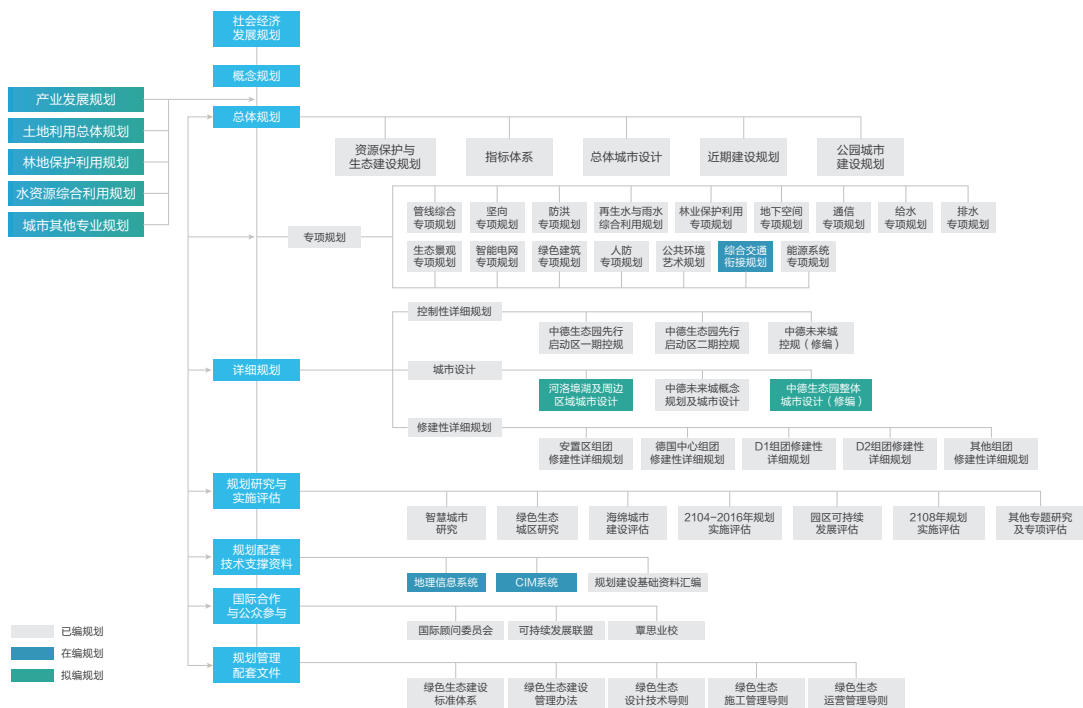 社会经济
发展规划
概念规划
产业发展规划
土地利用总体规划
林地保护利用规划
水资源综合利用规划
城市其他专业规划
总体规划
资源保护与
生态建设规划
指标体系
总体城市设计
近期建设规划
公园城市
建设规划
专项规划
管线综合
专项规划
竖向
专项规划
防洪
专项规划
再生水与雨水
综合利用规划
林业保护利用
专项规划
地下空间
专项规划
通信
专项规划
给水
专项规划
排水
专项规划
生态景观
专项规划
智能电网
专项规划
绿色建筑
专项规划
人防
专项规划
公共环境
艺术规划
综合交通
衔接规划
能源系统
专项规划
详细规划
控制性详细规划
中德生态园先行
启动区一期控规
中德生态园先行
启动区二期控规
中德未来城
控规（修编）
城市设计
河洛埠湖及周边
区域城市设计
中德未来城概念
规划及城市设计
中德生态园整体
城市设计（修编）
修建性详细规划
安置区组团
修建性详细规划
德国中心组团
修建性详细规划
D1组团修建性
详细规划
D2组团修建性
详细规划
其他组团
修建性详细规划
规划研究与
实施评估
智慧城市
研究
绿色生态
城区研究
海绵城市
建设评估
2104-2016年规划
实施评估
园区可持续
发展评估
2108年规划
实施评估
其他专题研究
及专项评估
规划配套
技术支撑资料
地理信息系统
CIM系统
规划建设基础资料汇编
国际合作
与公众参与
国际顾问委员会
可持续发展联盟
覃思业校
规划管理
配套文件
绿色生态建设
标准体系
绿色生态建设
管理办法
绿色生态
设计技术导则
绿色生态
施工管理导则
绿色生态
运营管理导则
已编规划
在编规划
拟编规划